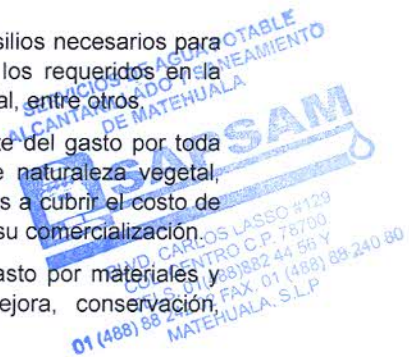 silios necesarios para
los requeridos en la
al, entre otros.
te del gasto por toda
e naturaleza vegetal,
s a cubrir el costo de
su comercialización.
asto por materiales y
ejora, conservación,
SERVICIOS DE AGUA POTABLE
ALCANTARILLADO Y SANEAMIENTO
DE MATEHUALA
SAPSAM
BLVD. CARLOS LASSO #129
COL. CENTRO C.P. 78700
TELS. 01(488)882 44 56 Y
FAX. 01 (488) 88 240 80
MATEHUALA, S.L.P
01 (488) 88